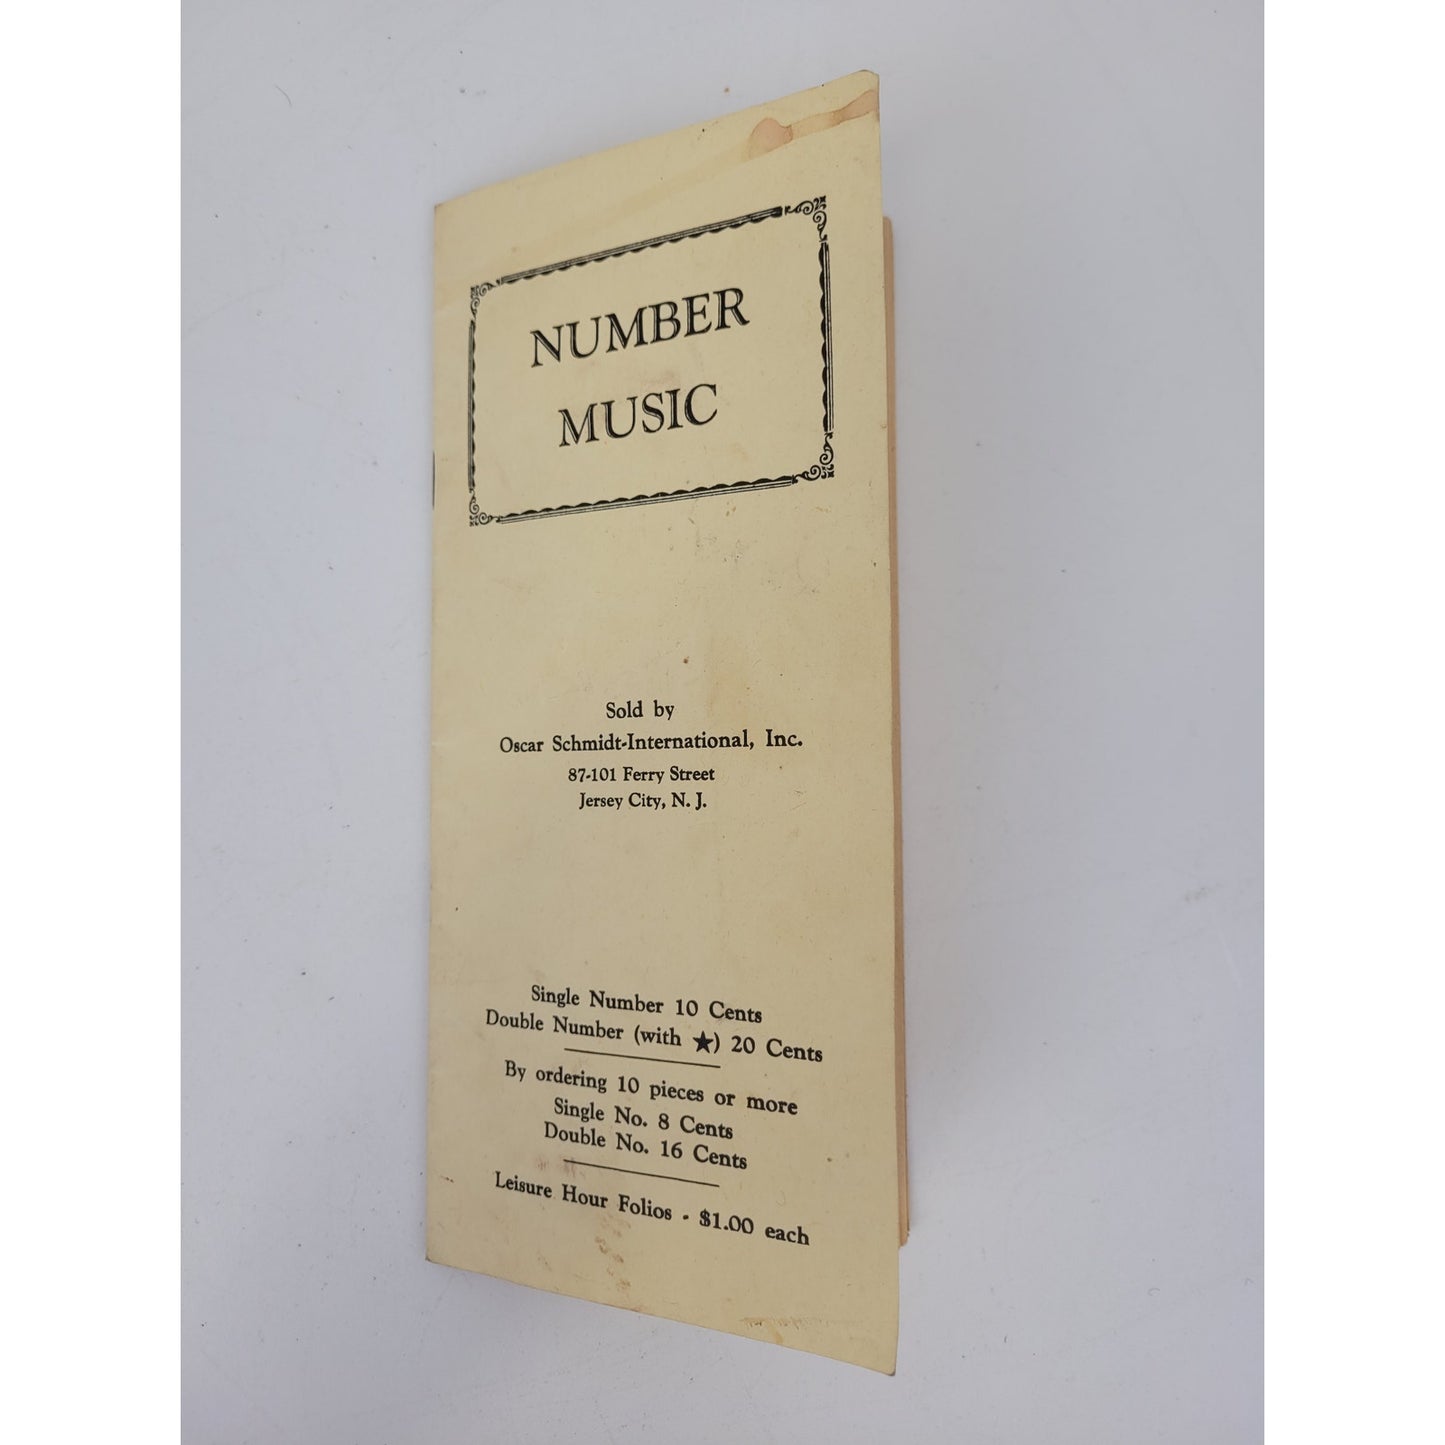 NUMBER
MUSIC
Sold by
Oscar Schmidt-International, Inc.
87-101 Ferry Street
Jersey City, N. J.
Single Number 10 Cents
Double Number (with ★) 20 Cents
By ordering 10 pieces or more
Single No. 8 Cents
Double No. 16 Cents
Leisure Hour Folios - $1.00 each